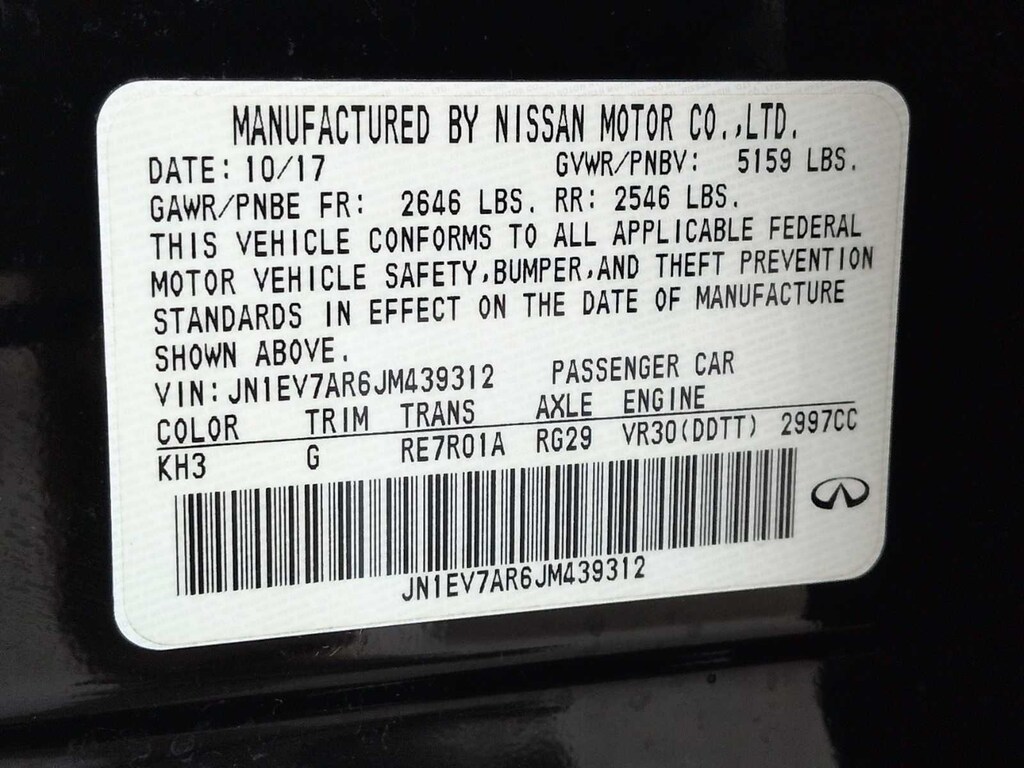 MANUFACTURED BY NISSAN MOTOR CO.,LTD.
DATE: 10/17 GVWR/PNBV: 5159 LBS.
GAWR/PNBE FR: 2646 LBS. RR: 2546 LBS.
THIS VEHICLE CONFORMS TO ALL APPLICABLE FEDERAL
MOTOR VEHICLE SAFETY,BUMPER,AND THEFT PREVENTION
STANDARDS IN EFFECT ON THE DATE OF MANUFACTURE
SHOWN ABOVE.
VIN: JN1EV7AR6JM439312 PASSENGER CAR
COLOR TRIM TRANS AXLE ENGINE
KH3 G RE7R01A RG29 VR30(DDTT) 2997CC
JN1EV7AR6JM439312